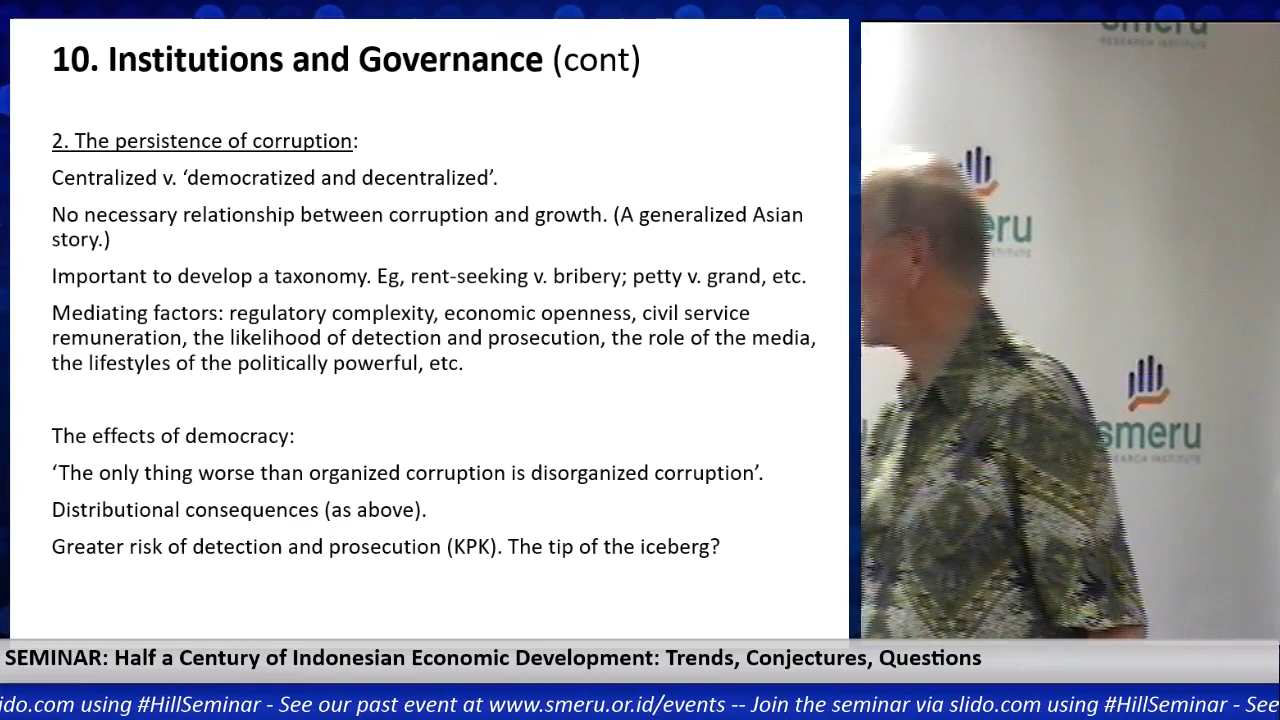 10. Institutions and Governance (cont)
2. The persistence of corruption:
Centralized v. ‘democratized and decentralized’.
No necessary relationship between corruption and growth. (A generalized Asian
story.)
Important to develop a taxonomy. Eg, rent-seeking v. bribery; petty v. grand, etc.
Mediating factors: regulatory complexity, economic openness, civil service
remuneration, the likelihood of detection and prosecution, the role of the media,
the lifestyles of the politically powerful, etc.
The effects of democracy:
‘The only thing worse than organized corruption is disorganized corruption’.
Distributional consequences (as above).
Greater risk of detection and prosecution (KPK). The tip of the iceberg?
smeru
RESEARCH INSTITUTE
eru
smeru
RESEARCH INSTITUTE
SEMINAR: Half a Century of Indonesian Economic Development: Trends, Conjectures, Questions
lido.com using #HillSeminar - See our past event at www.smeru.or.id/events -- Join the seminar via slido.com using #HillSeminar - See